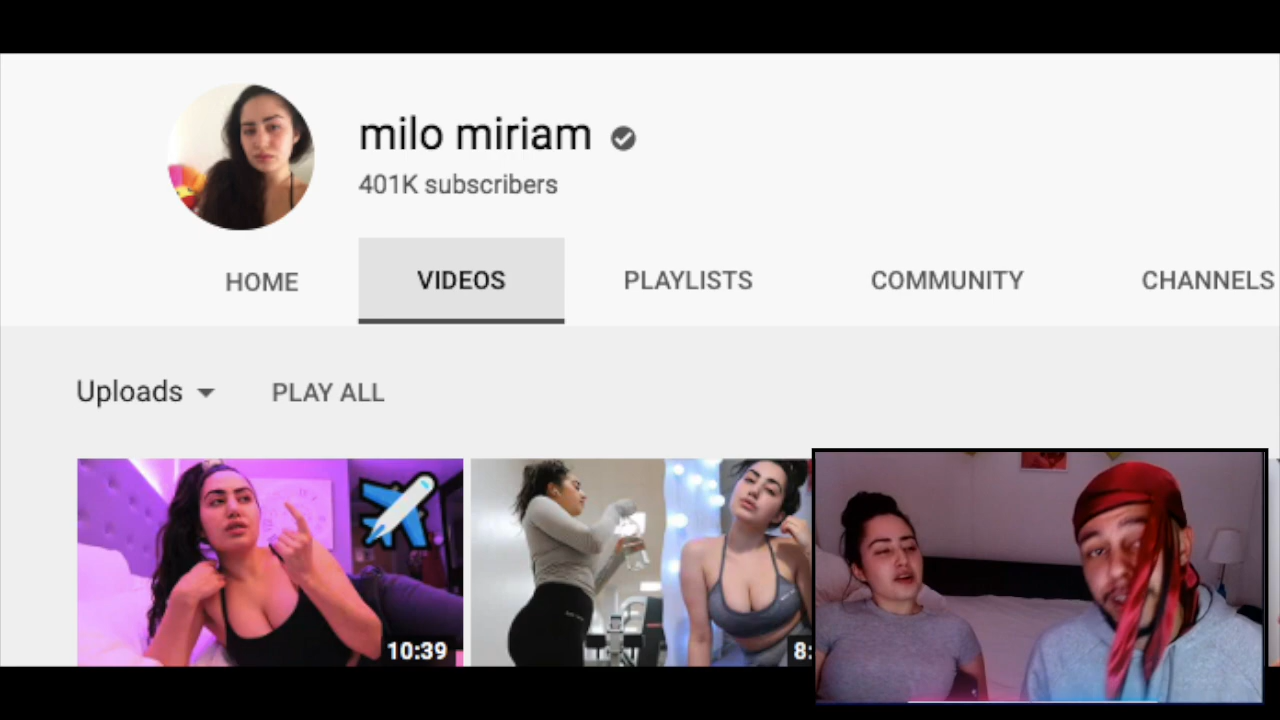 milo miriam
401K subscribers
HOME VIDEOS PLAYLISTS COMMUNITY CHANNELS
Uploads PLAY ALL
10:39 8: